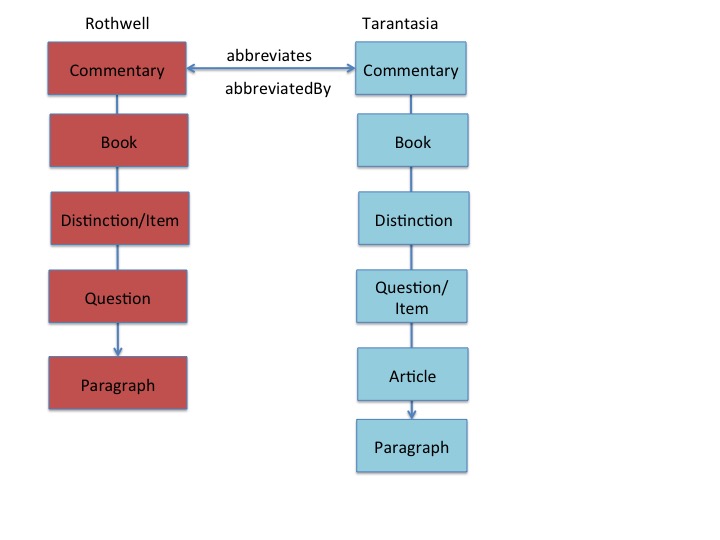 Rothwell
Tarantasia
Commentary
abbreviates
abbreviatedBy
Commentary
Book
Book
Distinction/Item
Distinction
Question
Question/
Item
Article
Paragraph
Paragraph